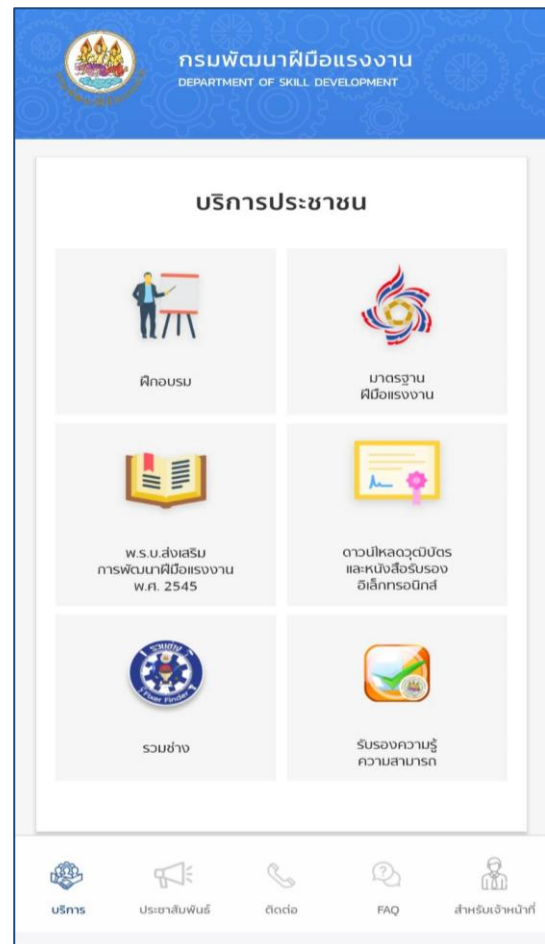 กรมพัฒนาฝีมือแรงงาน
DEPARTMENT OF SKILL DEVELOPMENT
บริการประชาชน
ฝึกอบรม
มาตรฐาน
ฝีมือแรงงาน
พ.ร.บ.ส่งเสริม
การพัฒนาฝีมือแรงงาน
พ.ศ. 2545
ดาวน์โหลดวุฒิบัตร
และหนังสือรับรอง
อิเล็กทรอนิกส์
รวมช่าง
Fixer Finder
รวมช่าง
รับรองความรู้
ความสามารถ
บริการ
ประชาสัมพันธ์
ติดต่อ
FAQ
สำหรับเจ้าหน้าที่